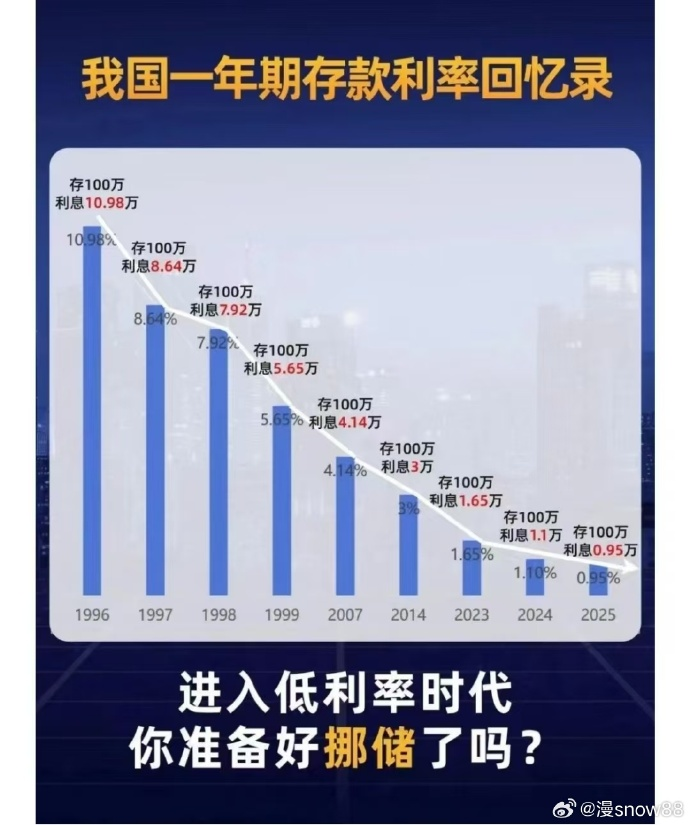 我国一年期存款利率回忆录
存100万
利息10.98万
10.98%
存100万
利息8.64万
8.64%
存100万
利息7.92万
7.92%
存100万
利息5.65万
5.65%
存100万
利息4.14万
4.14%
存100万
利息3万
3%
存100万
利息1.65万
1.65%
存100万
利息1.1万
1.10%
存100万
利息0.95万
0.95%
1996 1997 1998 1999 2007 2014 2023 2024 2025
进入低利率时代
你准备好挪储了吗？
@漫snow88